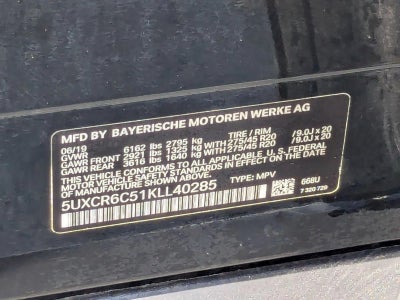 MFD BY BAYERISCHE MOTOREN WERKE AG
06/19 TIRE / RIM
GVWR 6162 lbs 2795 kg
GAWR FRONT 2921 lbs 1325 KG WITH 275/45 R20 /9.0J x 20
GAWR REAR 3616 lbs 1640 KG WITH 275/45 R20 /9.0J x 20
THIS VEHICLE CONFORMS TO ALL APPLICABLE U.S. FEDERAL
MOTOR VEHICLE SAFETY STANDARDS IN EFFECT ON THE DATE
OF MANUFACTURE SHOWN ABOVE.
5UXCR6C51KLL40285 TYPE: MPV 668U
7 320 729